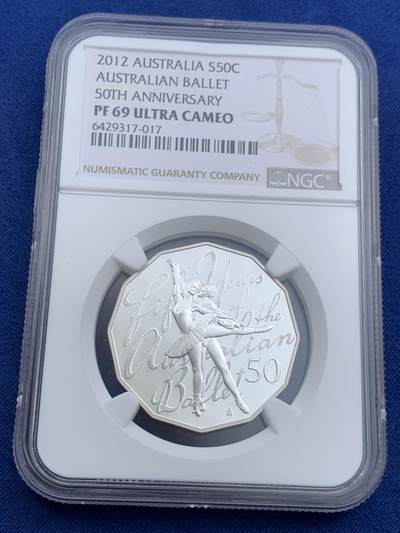 2012 AUSTRALIA S50C
AUSTRALIAN BALLET
50TH ANNIVERSARY
PF 69 ULTRA CAMEO
6429317-017
NUMISMATIC GUARANTY COMPANY
NGC
Fifty Years
of
the
Australian
Ballet
50